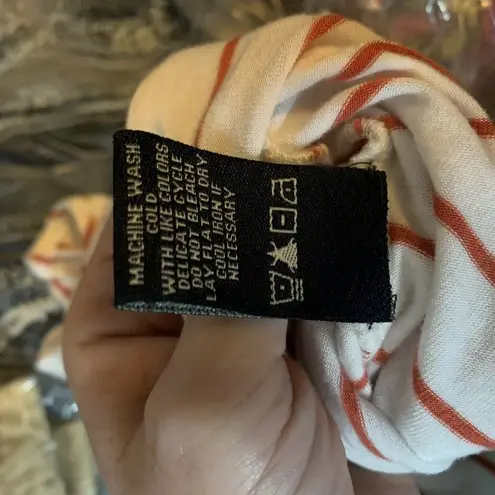 MACHINE WASH
COLD
WITH LIKE COLORS
DELICATE CYCLE
DO NOT BLEACH
LAY FLAT TO DRY
COOL IRON IF
NECESSARY